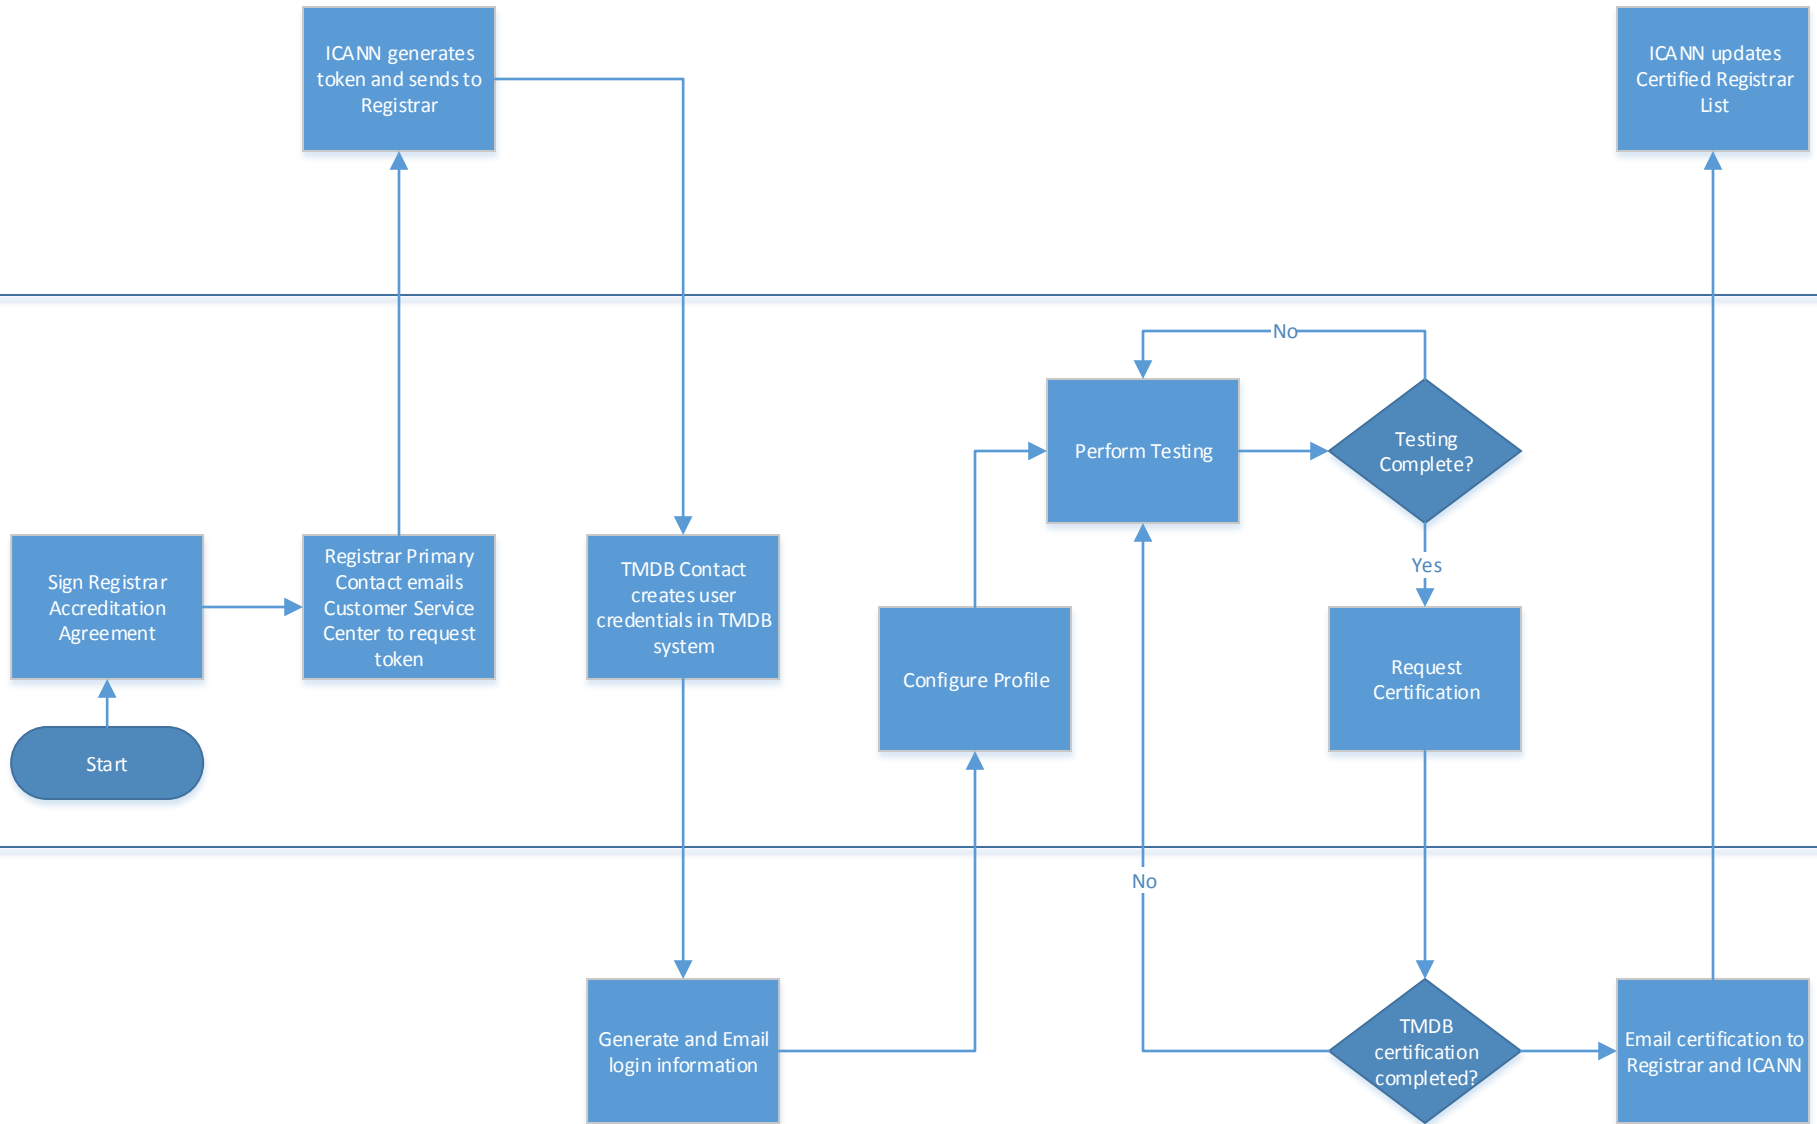 ICANN generates
token and sends to
Registrar
ICANN updates
Certified Registrar
List
No
Perform Testing
Testing
Complete?
Yes
Sign Registrar
Accreditation
Agreement
Registrar Primary
Contact emails
Customer Service
Center to request
token
TMDB Contact
creates user
credentials in TMDB
system
Configure Profile
Request
Certification
Start
No
Generate and Email
login information
TMDB
certification
completed?
Email certification to
Registrar and ICANN